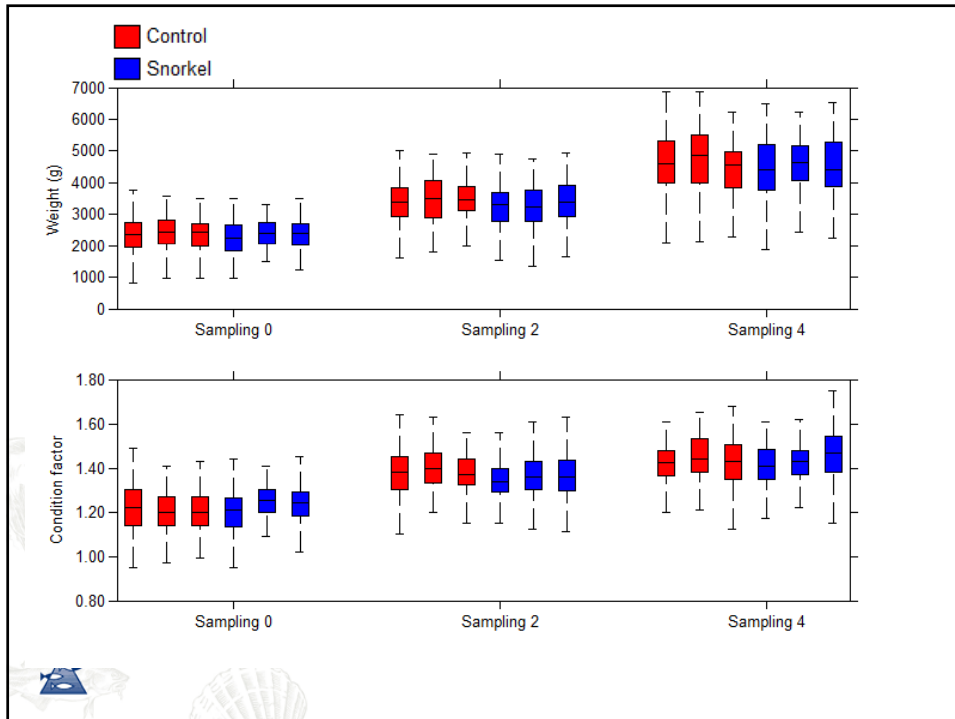 Control
Snorkel
7000
6000
5000
4000
3000
2000
1000
0
Weight (g)
Sampling 0 Sampling 2 Sampling 4
1.80
1.60
1.40
1.20
1.00
0.80
Condition factor
Sampling 0 Sampling 2 Sampling 4